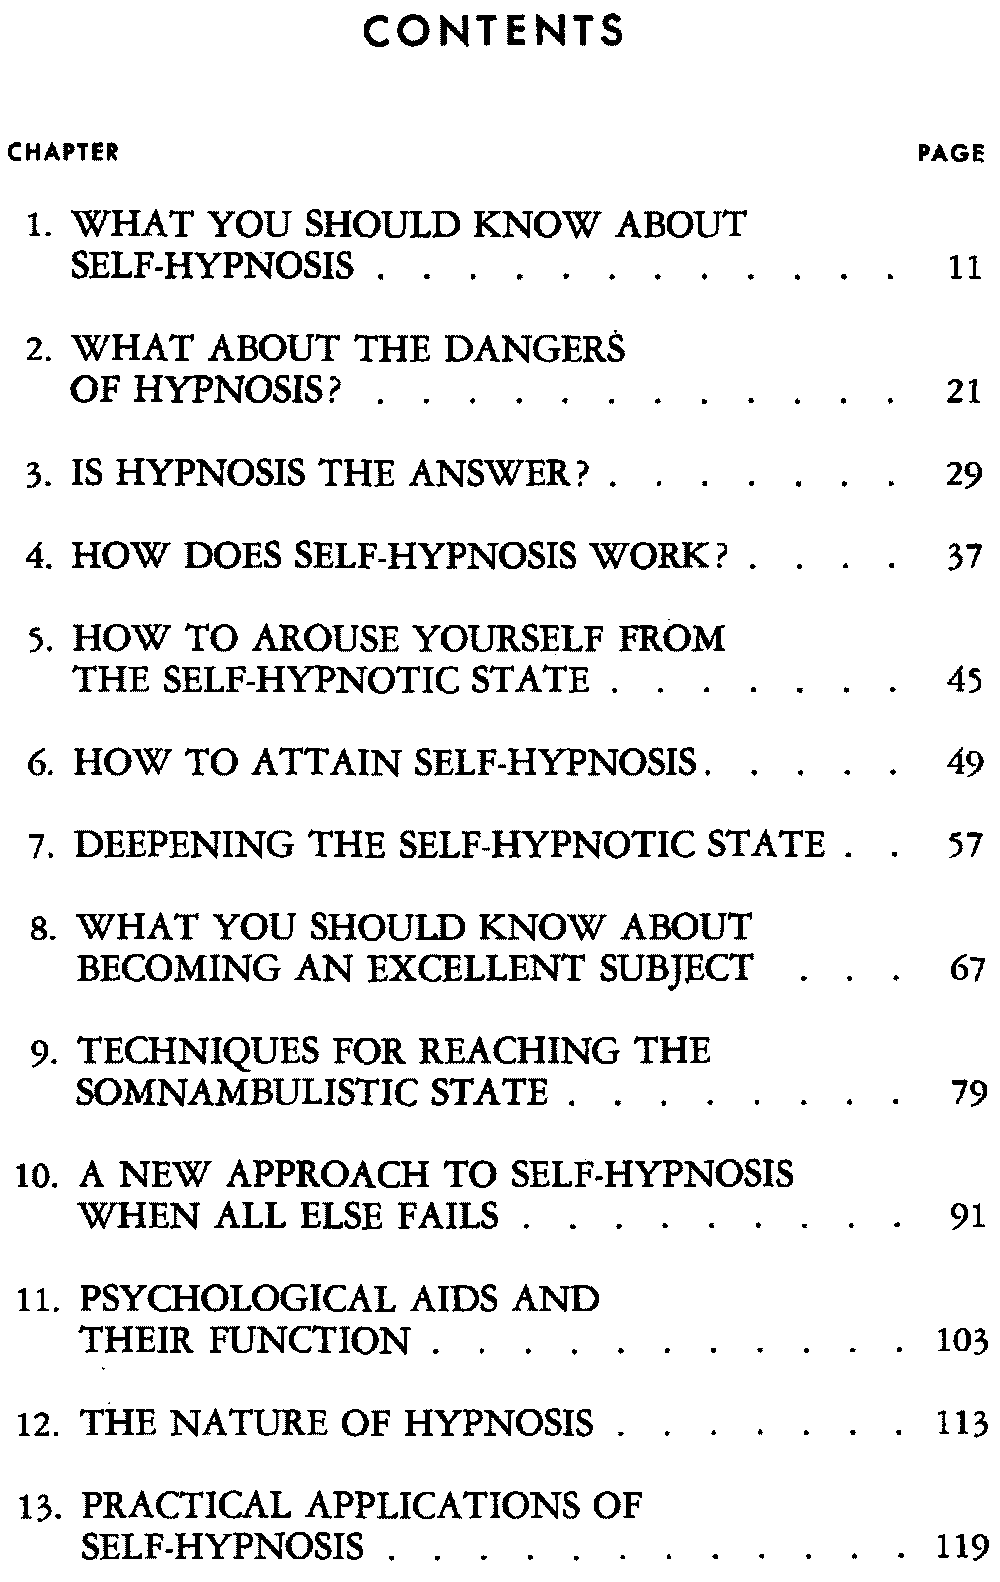 CONTENTS
CHAPTER PAGE
1. WHAT YOU SHOULD KNOW ABOUT
SELF-HYPNOSIS . . . . . . . . . . . . 11
2. WHAT ABOUT THE DANGERS
OF HYPNOSIS? . . . . . . . . . . . . 21
3. IS HYPNOSIS THE ANSWER? . . . . . . . 29
4. HOW DOES SELF-HYPNOSIS WORK? . . . . 37
5. HOW TO AROUSE YOURSELF FROM
THE SELF-HYPNOTIC STATE . . . . . . . 45
6. HOW TO ATTAIN SELF-HYPNOSIS . . . . . 49
7. DEEPENING THE SELF-HYPNOTIC STATE . . 57
8. WHAT YOU SHOULD KNOW ABOUT
BECOMING AN EXCELLENT SUBJECT . . . 67
9. TECHNIQUES FOR REACHING THE
SOMNAMBULISTIC STATE . . . . . . . . 79
10. A NEW APPROACH TO SELF-HYPNOSIS
WHEN ALL ELSE FAILS . . . . . . . . . 91
11. PSYCHOLOGICAL AIDS AND
THEIR FUNCTION . . . . . . . . . . . 103
12. THE NATURE OF HYPNOSIS . . . . . . . 113
13. PRACTICAL APPLICATIONS OF
SELF-HYPNOSIS . . . . . . . . . . . . 119